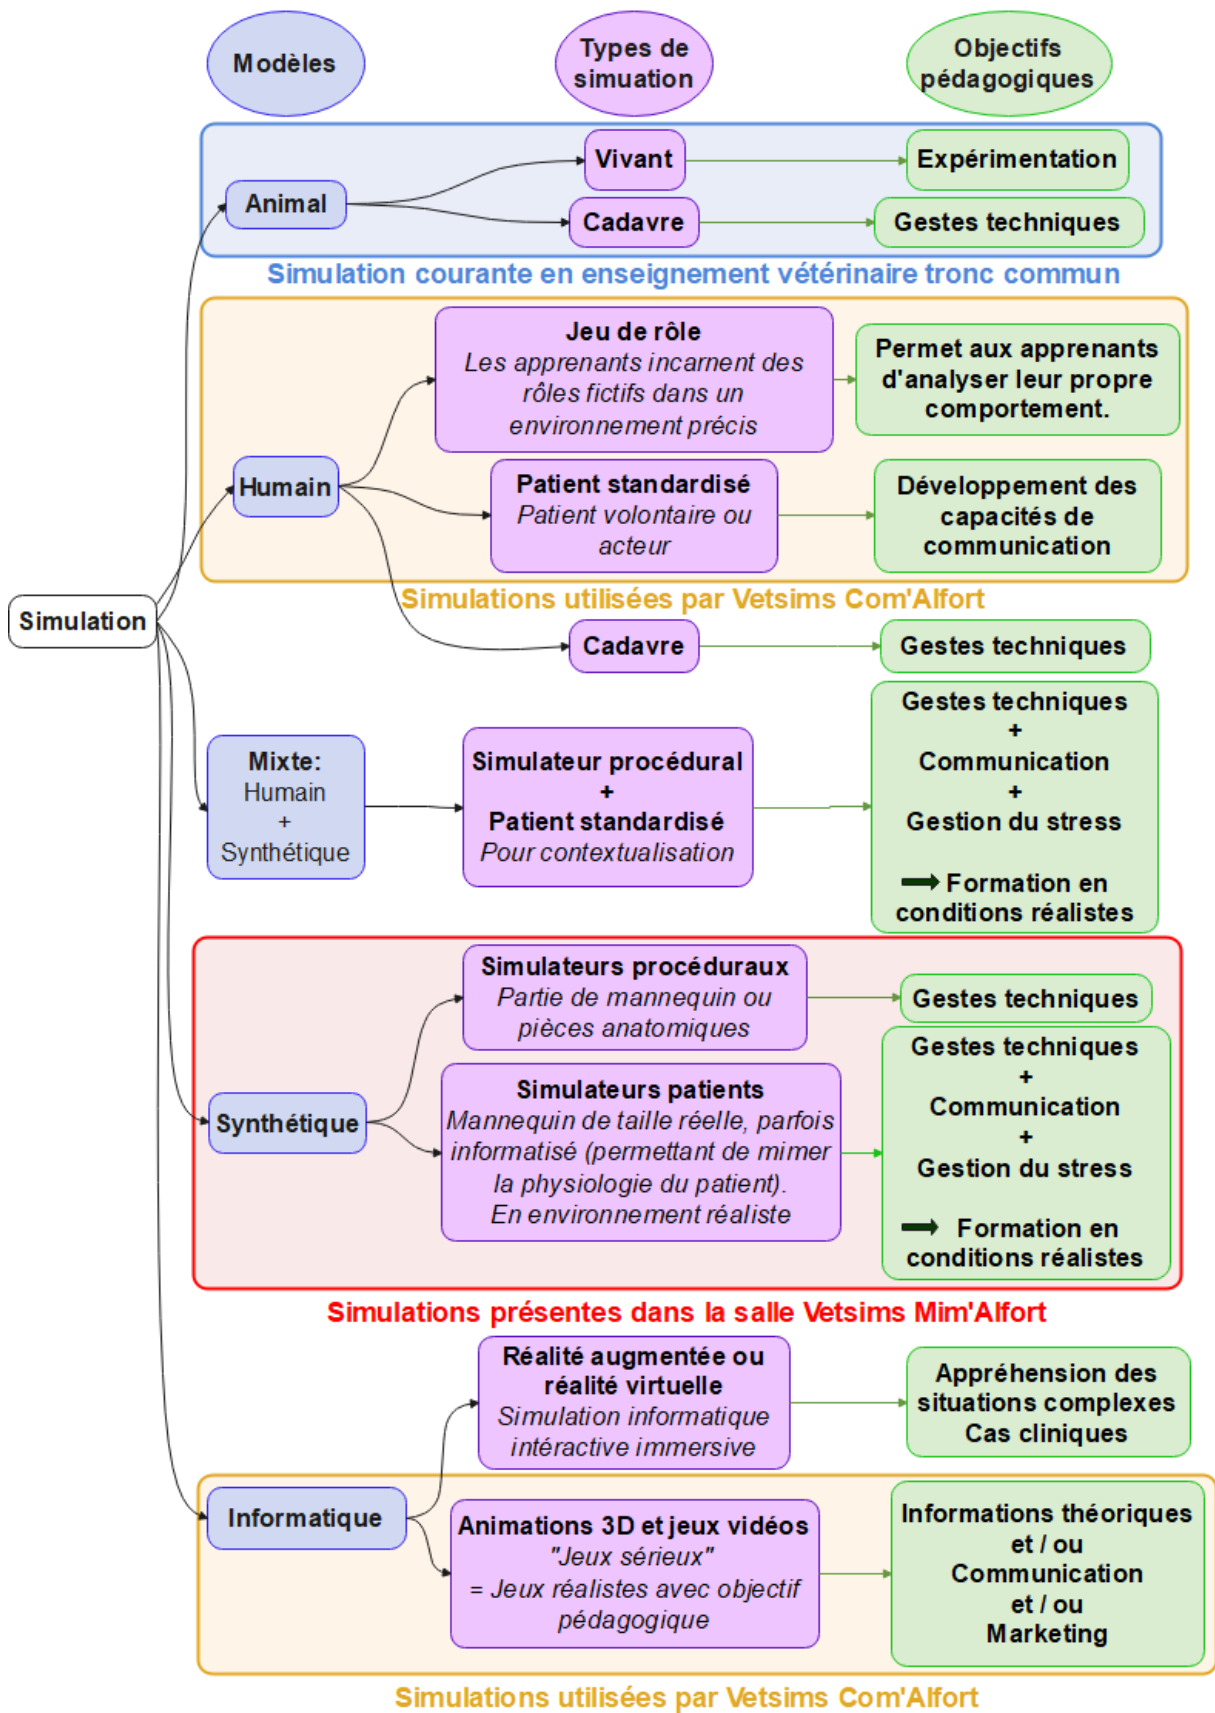 Modèles
Types de
simuation
Objectifs
pédagogiques
Animal
Vivant
Expérimentation
Cadavre
Gestes techniques
Simulation courante en enseignement vétérinaire tronc commun
Jeu de rôle
Les apprenants incarnent des
rôles fictifs dans un
environnement précis
Permet aux apprenants
d'analyser leur propre
comportement.
Humain
Patient standardisé
Patient volontaire ou
acteur
Développement des
capacités de
communication
Simulations utilisées par Vetsims Com'Alfort
Simulation
Cadavre
Gestes techniques
Mixte:
Humain
+
Synthétique
Simulateur procédural
+
Patient standardisé
Pour contextualisation
Gestes techniques
+
Communication
+
Gestion du stress
➡ Formation en
conditions réalistes
Synthétique
Simulateurs procéduraux
Partie de mannequin ou
pièces anatomiques
Gestes techniques
Simulateurs patients
Mannequin de taille réelle, parfois
informatisé (permettant de mimer
la physiologie du patient).
En environnement réaliste
Gestes techniques
+
Communication
+
Gestion du stress
➡ Formation en
conditions réalistes
Simulations présentes dans la salle Vetsims Mim'Alfort
Informatique
Réalité augmentée ou
réalité virtuelle
Simulation informatique
intéractive immersive
Appréhension des
situations complexes
Cas cliniques
Animations 3D et jeux vidéos
"Jeux sérieux"
= Jeux réalistes avec objectif
pédagogique
Informations théoriques
et / ou
Communication
et / ou
Marketing
Simulations utilisées par Vetsims Com'Alfort